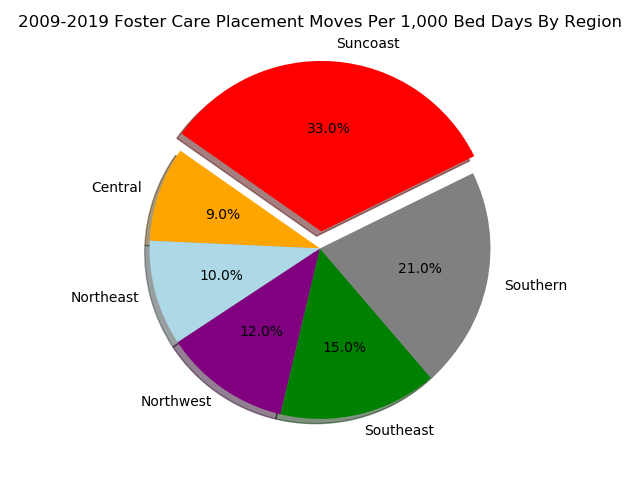 2009-2019 Foster Care Placement Moves Per 1,000 Bed Days By Region
Suncoast
33.0%
Central
9.0%
Northeast
10.0%
21.0%
Southern
12.0%
15.0%
Northwest
Southeast